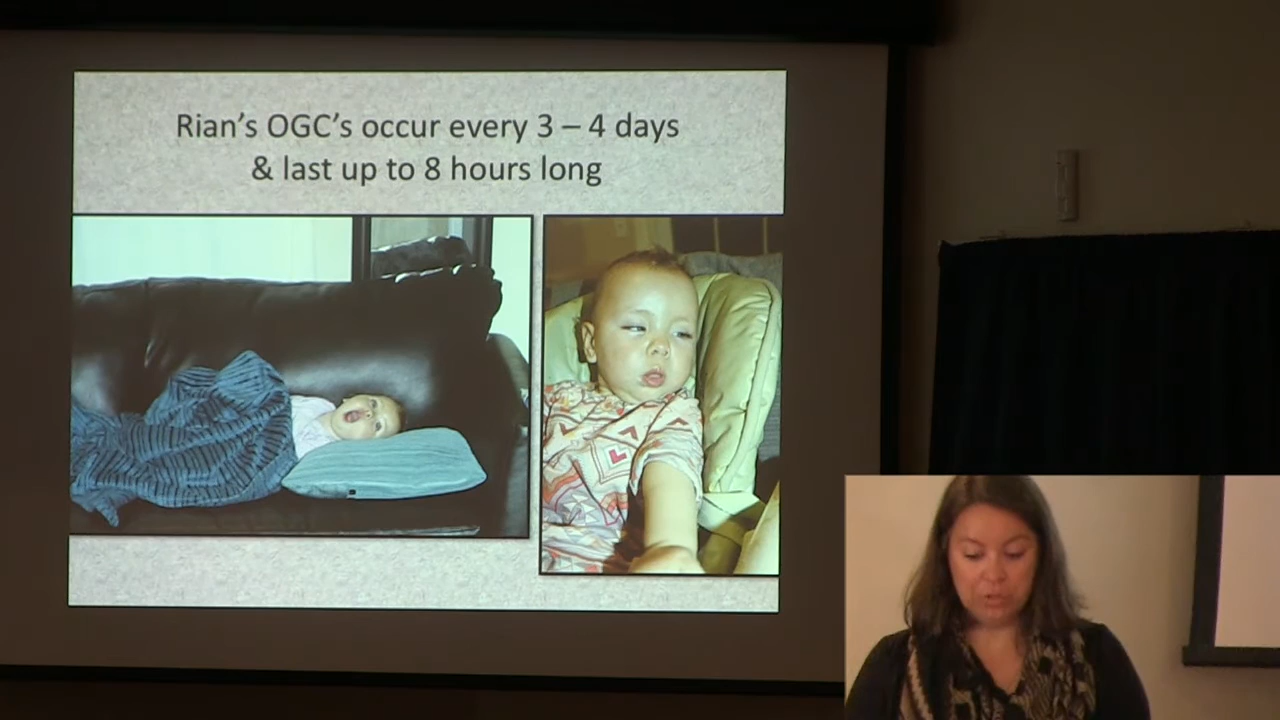 Rian’s OGC’s occur every 3 – 4 days
& last up to 8 hours long